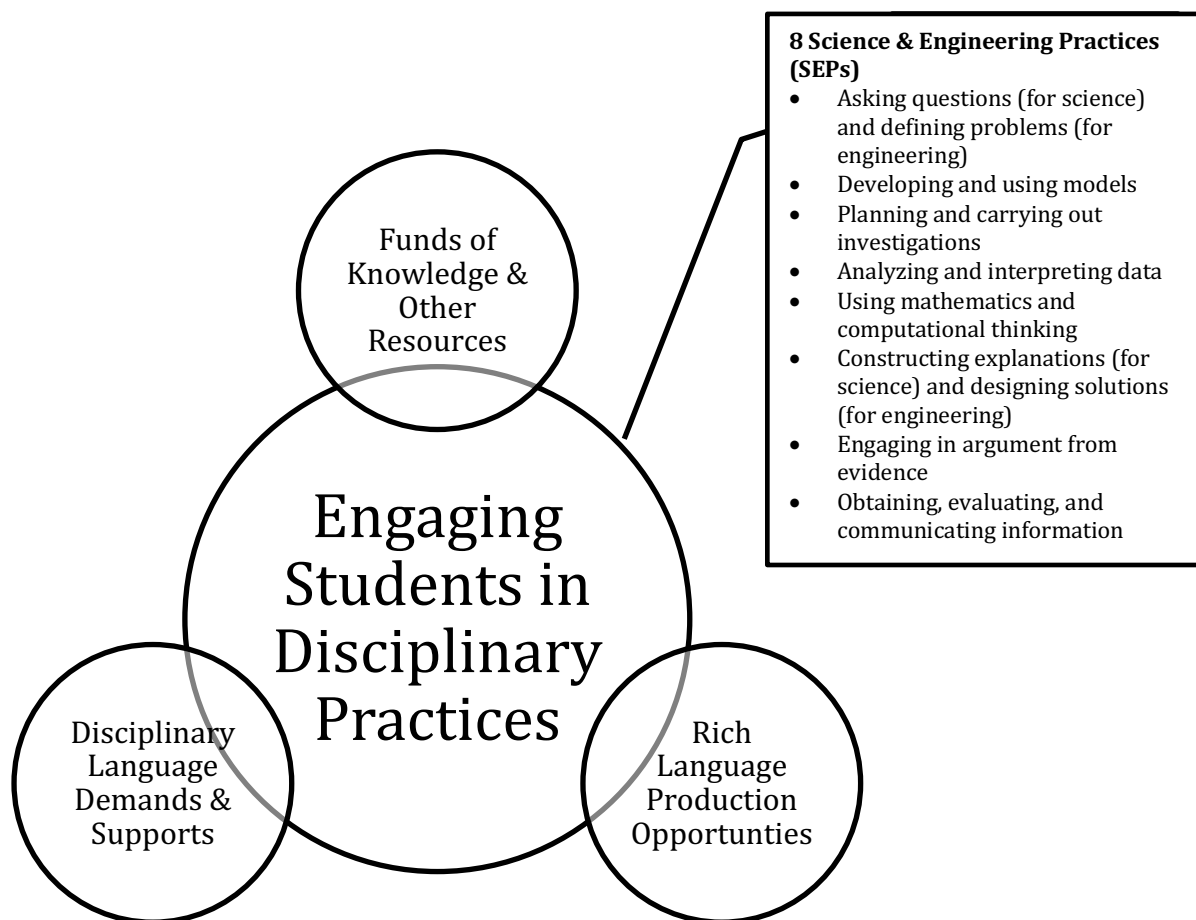 8 Science & Engineering Practices
(SEPs)
• Asking questions (for science)
and defining problems (for
engineering)
• Developing and using models
• Planning and carrying out
investigations
• Analyzing and interpreting data
• Using mathematics and
computational thinking
• Constructing explanations (for
science) and designing solutions
(for engineering)
• Engaging in argument from
evidence
• Obtaining, evaluating, and
communicating information
Funds of
Knowledge &
Other
Resources
Engaging
Students in
Disciplinary
Practices
Disciplinary
Language
Demands &
Supports
Rich
Language
Production
Opportunties